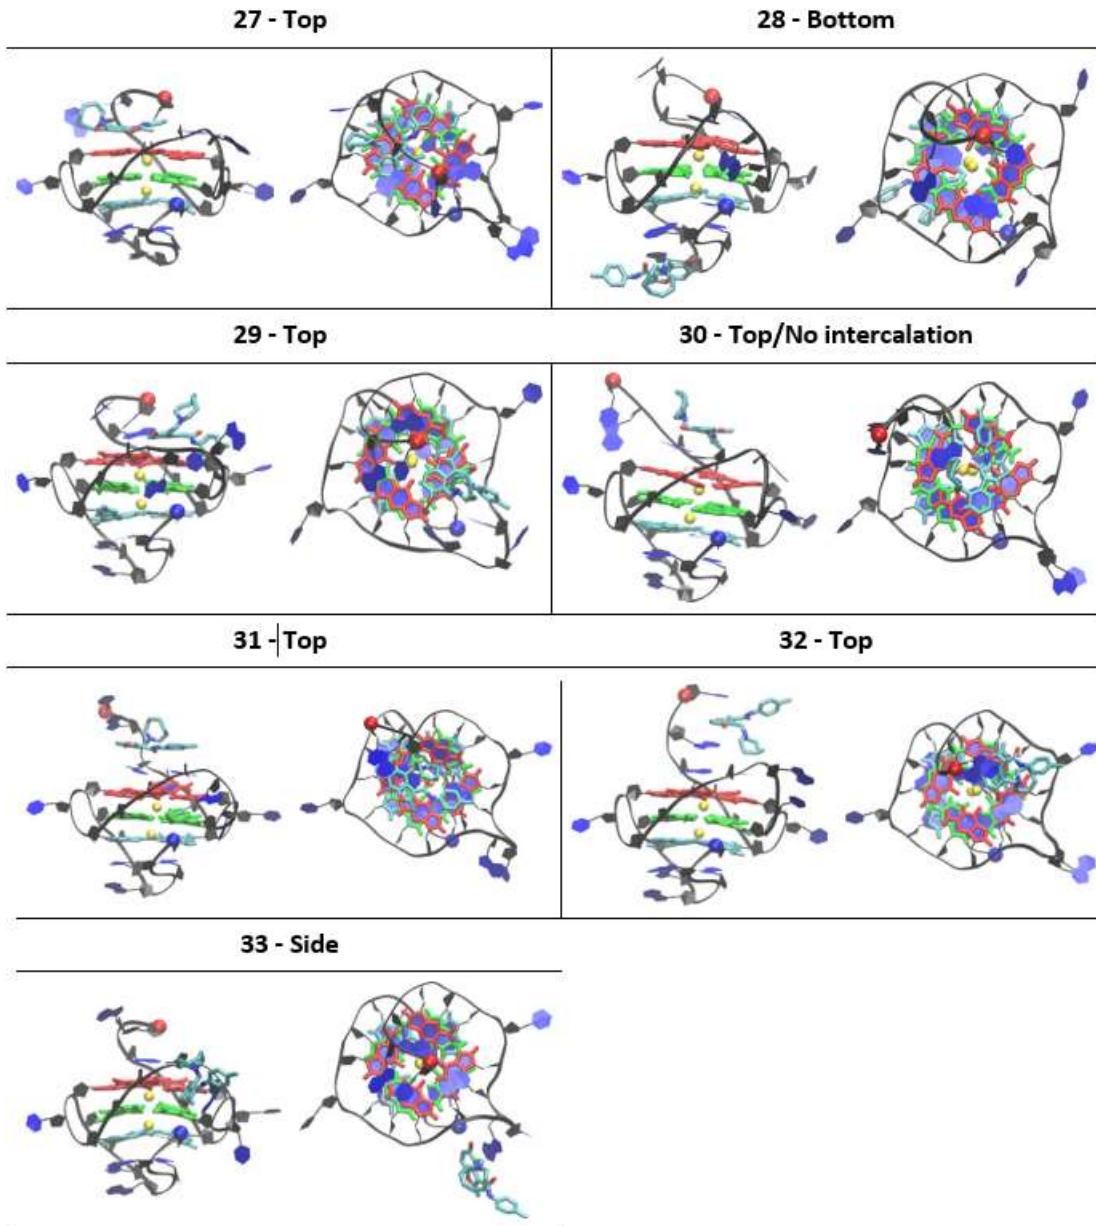 27 - Top
28 - Bottom
29 - Top
30 - Top/No intercalation
31 - Top
32 - Top
33 - Side